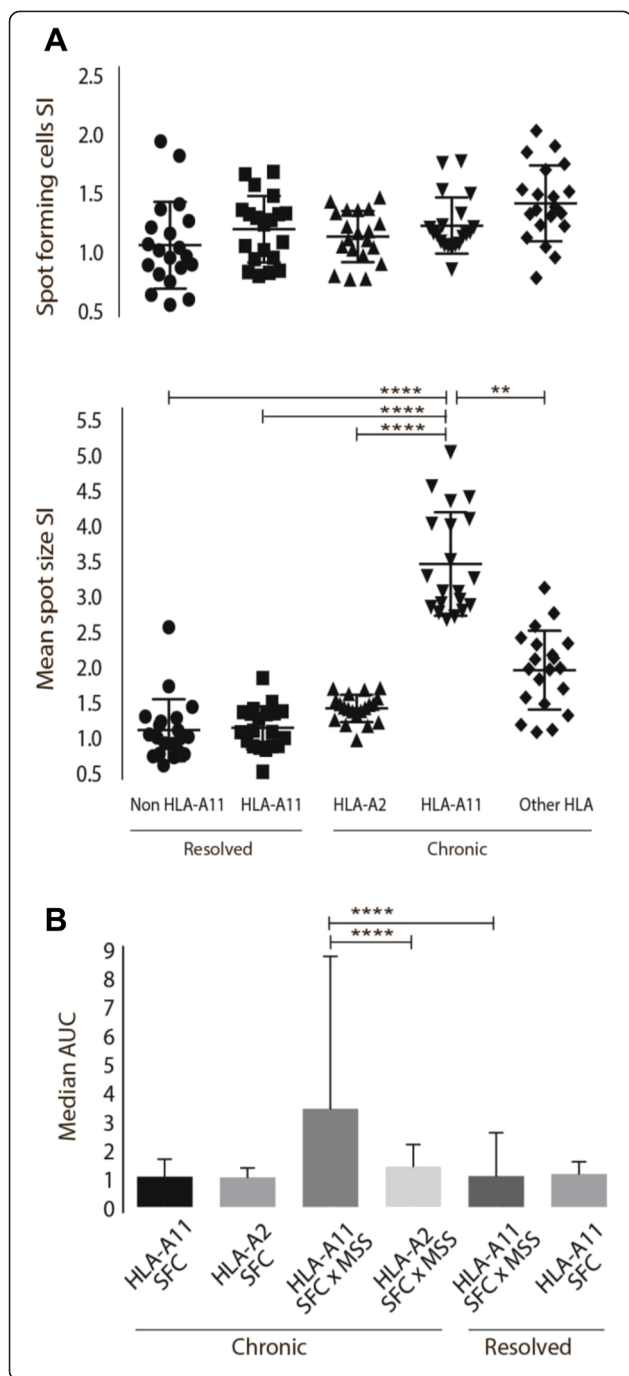 A
Spot forming cells SI
2.5
2.0
1.5
1.0
0.5
Mean spot size SI
**** **
****
****
5.5
5.0
4.5
4.0
3.5
3.0
2.5
2.0
1.5
1.0
0.5
Non HLA-A11 HLA-A11 HLA-A2 HLA-A11 Other HLA
Resolved Chronic
B
Median AUC
****
****
9
8
7
6
5
4
3
2
1
0
HLA-A11
SFC
HLA-A2
SFC
HLA-A11
SFC x MSS
HLA-A2
SFC x MSS
HLA-A11
SFC x MSS
HLA-A11
SFC
Chronic Resolved